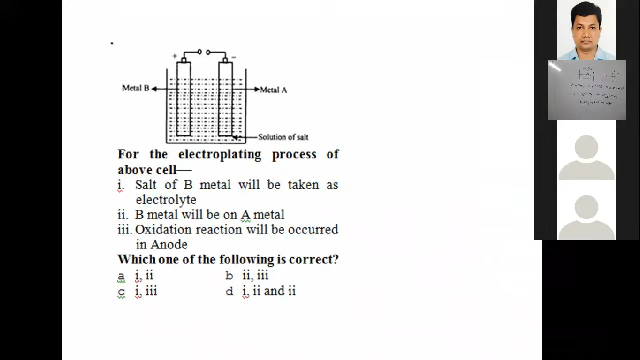 + −
Metal B
Metal A
Solution of salt
For the electroplating process of
above cell—
i. Salt of B metal will be taken as
electrolyte
ii. B metal will be on A metal
iii. Oxidation reaction will be occurred
in Anode
Which one of the following is correct?
a i, ii b ii, iii
c i, iii d i, ii and ii